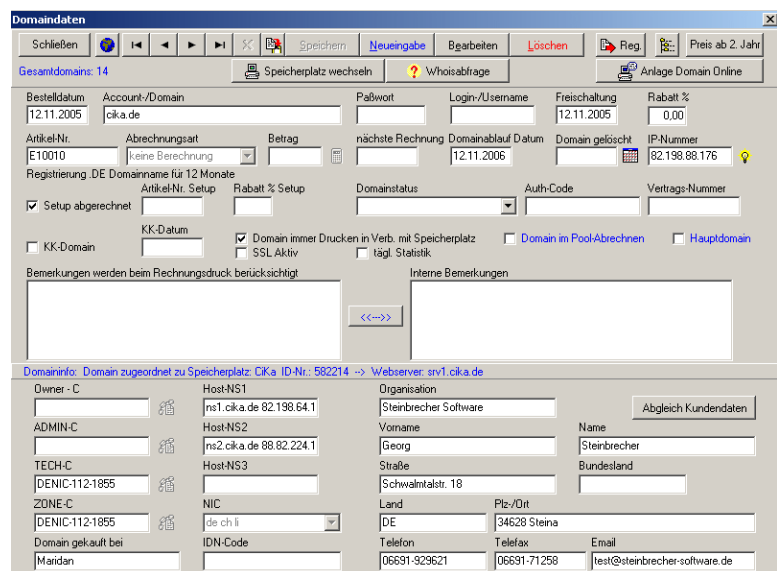 Domaindaten
Schließen Speichern Neueingabe Bearbeiten Löschen Reg. Preis ab 2. Jahr
Gesamtdomains: 14 Speicherplatz wechseln ? Whoisabfrage Anlage Domain Online
Bestelldatum Account-/Domain Paßwort Login-/Username Freischaltung Rabatt %
12.11.2005 cika.de 12.11.2005 0,00
Artikel-Nr. Abrechnungsart Betrag nächste Rechnung Domainablauf Datum Domain gelöscht IP-Nummer
E10010 keine Berechnung 12.11.2006 82.198.88.176
Registrierung .DE Domainname für 12 Monate
Artikel-Nr. Setup Rabatt % Setup Domainstatus Auth-Code Vertrags-Nummer
Setup abgerechnet
KK-Datum
KK-Domain Domain immer Drucken in Verb. mit Speicherplatz Domain im Pool-Abrechnen Hauptdomain
SSL Aktiv tägl. Statistik
Bemerkungen werden beim Rechnungsdruck berücksichtigt Interne Bemerkungen
<<--->>
Domaininfo: Domain zugeordnet zu Speicherplatz: CiKa ID-Nr.: 582214 --> Webserver: srv1.cika.de
Owner - C Host-NS1 Organisation
ns1.cika.de 82.198.64.1 Steinbrecher Software Abgleich Kundendaten
ADMIN-C Host-NS2 Vorname Name
ns2.cika.de 88.82.224.1 Georg Steinbrecher
TECH-C Host-NS3 Straße Bundesland
DENIC-112-1855 Schwalmtalstr. 18
ZONE-C NIC Land Plz-/Ort
DENIC-112-1855 de ch li DE 34628 Steina
Domain gekauft bei IDN-Code Telefon Telefax Email
Maridan 06691-929621 06691-71258 test@steinbrecher-software.de